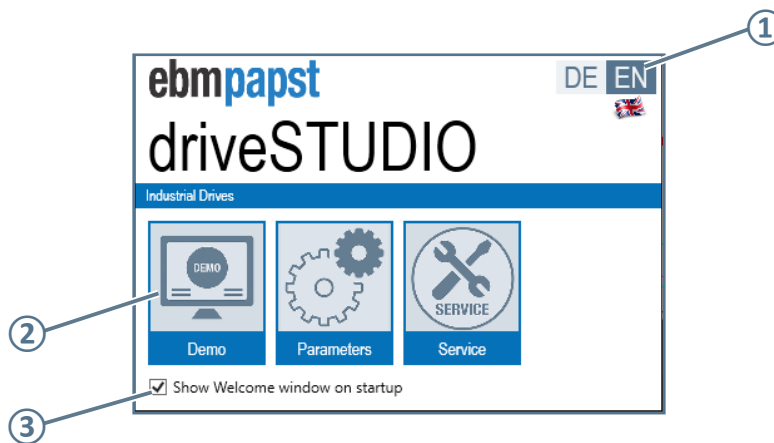 ①
ebmpapst
DE EN
driveSTUDIO
Industrial Drives
DEMO
SERVICE
②
Demo Parameters Service
Show Welcome window on startup
③